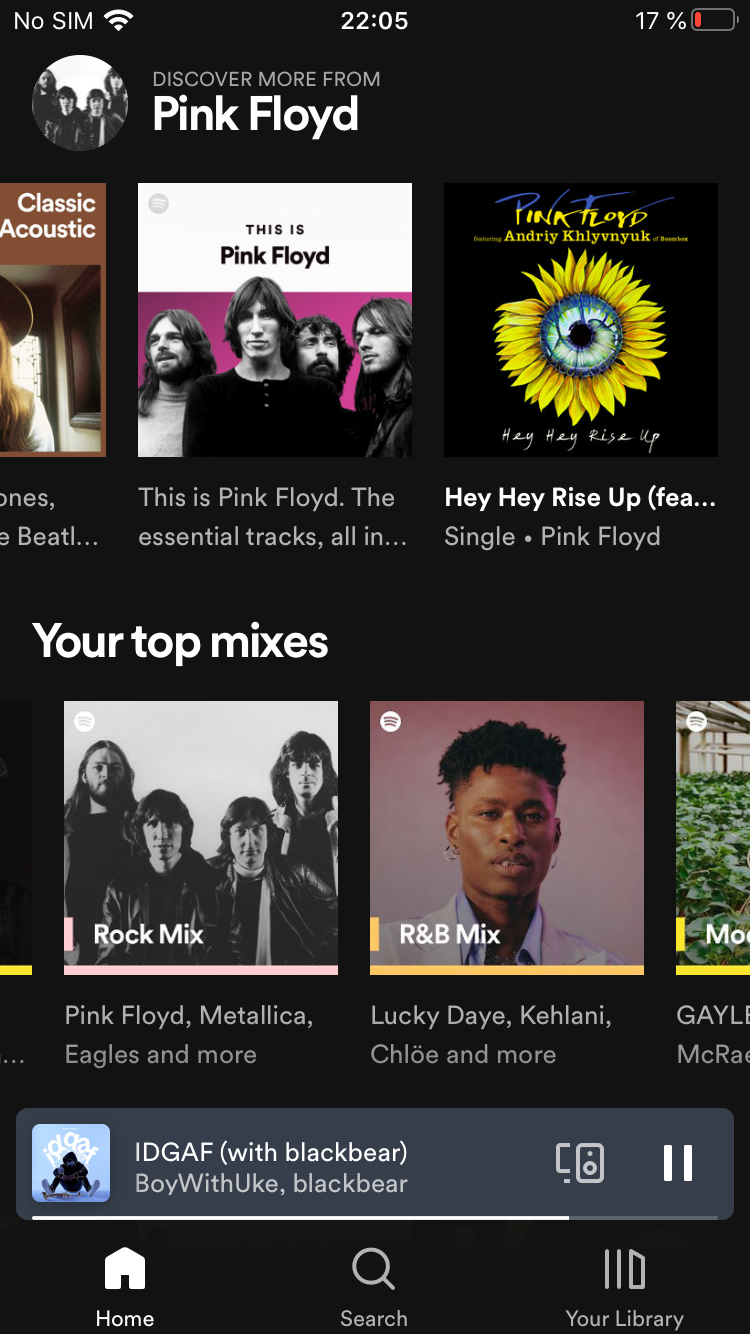 No SIM 22:05 17 %
DISCOVER MORE FROM
Pink Floyd
Classic
Acoustic
THIS IS
Pink Floyd
PINK FLOYD
featuring Andriy Khlyvnyuk of Boombox
Hey Hey Rise Up
ones,
e Beatl...
This is Pink Floyd. The
essential tracks, all in...
Hey Hey Rise Up (fea...
Single • Pink Floyd
Your top mixes
Rock Mix
R&B Mix
Moo
Pink Floyd, Metallica,
Eagles and more
Lucky Daye, Kehlani,
Chlöe and more
GAYLE
McRae
idgaf
IDGAF (with blackbear)
BoyWithUke, blackbear
Home
Search
Your Library